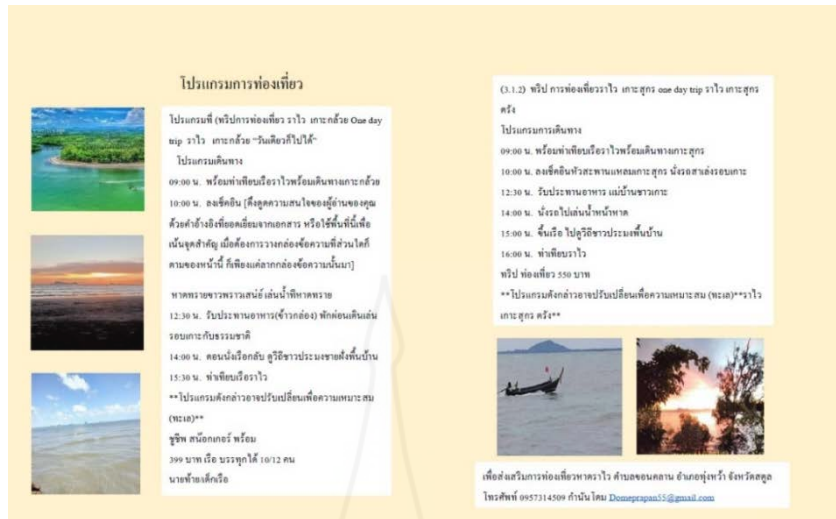 โปรแกรมการท่องเที่ยว
โปรแกรมที่ (ทริปการท่องเที่ยว ราไว เกาะกล้วย One day
trip ราไว เกาะกล้วย "วันเดียวก็ไปได้"
โปรแกรมเดินทาง
09:00 น. พร้อมท่าเทียบเรือราไวพร้อมเดินทางเกาะกล้วย
10:00 น. ลงเช็คอิน [ดึงดูดความสนใจของผู้อ่านของคุณ
ด้วยคำอ้างอิงที่ยอดเยี่ยมจากเอกสาร หรือใช้พื้นที่นี้เพื่อ
เน้นจุดสำคัญ เมื่อต้องการวางกล่องข้อความที่ส่วนใดก็
ตามของหน้านี้ ก็เพียงแค่ลากกล่องข้อความนั้นมา]
หาดทรายขาวพราวเสน่ย์ เล่นน้ำทีหาดทราย
12:30 น. รับประทานอาหาร(ข้าวกล่อง) พักผ่อนเดินเล่น
รอบเกาะกับธรรมชาติ
14:00 น. ตอนนั่งเรือกลับ ดูวิถีชาวประมงชายฝั่งพื้นบ้าน
15:30 น. ท่าเทียบเรือราไว
**โปรแกรมดังกล่าวอาจปรับเปลี่ยนเพื่อความเหมาะสม
(ทะเล)**
ชูชีพ สน๊อกเกอร์ พร้อม
399 บาท เรือ บรรทุกได้ 10/12 คน
นายท้าย เด็กเรือ
(3.1.2) ทริป การท่องเที่ยวราไว เกาะสุกร one day trip ราไว เกาะสุกร
ตรัง
โปรแกรมการเดินทาง
09:00 น. พร้อมท่าเทียบเรือราไวพร้อมเดินทางเกาะสุกร
10:00 น. ลงเช็คอินหัวสะพานแหลมเกาะสุกร นั่งรถสาเล่งรอบเกาะ
12:30 น. รับประทานอาหาร แม่บ้านชาวเกาะ
14:00 น. นั่งรถไปเล่นน้ำหน้าหาด
15:00 น. ขึ้นเรือ ไปดูวิธีชาวประมงพื้นบ้าน
16:00 น. ท่าเทียบราไว
ทริป ท่องเที่ยว 550 บาท
**โปรแกรมดังกล่าวอาจปรับเปลี่ยนเพื่อความเหมาะสม (ทะเล)**ราไว
เกาะสุกร ตรัง**
เพื่อส่งเสริมการท่องเที่ยวหาดราไว ตำบลขอนคลาน อำเภอทุ่งหว้า จังหวัดสตูล
โทรศัพท์ 0957314509 กำนันโดม Domeprapan55@gmail.com